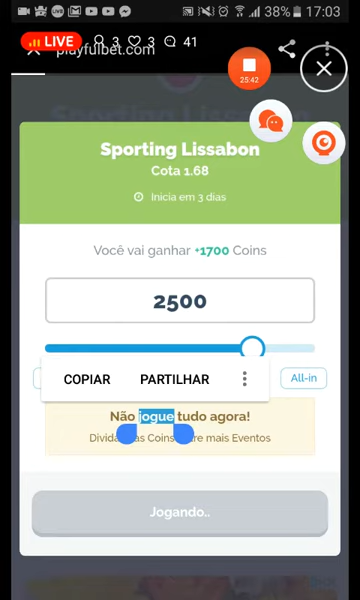 38% 17:03
LIVE 3 3 41
playfulbet.com
25:42
Sporting Lissabon
Cota 1.68
Inicia em 3 dias
Você vai ganhar +1700 Coins
2500
COPIAR PARTILHAR
All-in
Não jogue tudo agora!
Divida as Coins entre mais Eventos
Jogando..